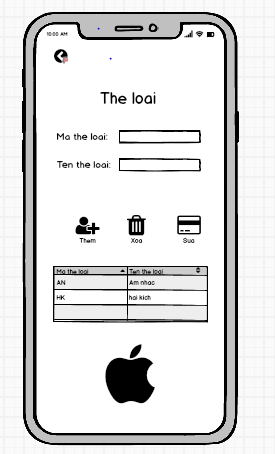 10:00 AM
The loai
Ma the loai:
Ten the loai:
Them Xoa Sua
Ma the loai Ten the loai
AN Am nhac
HK hai kich